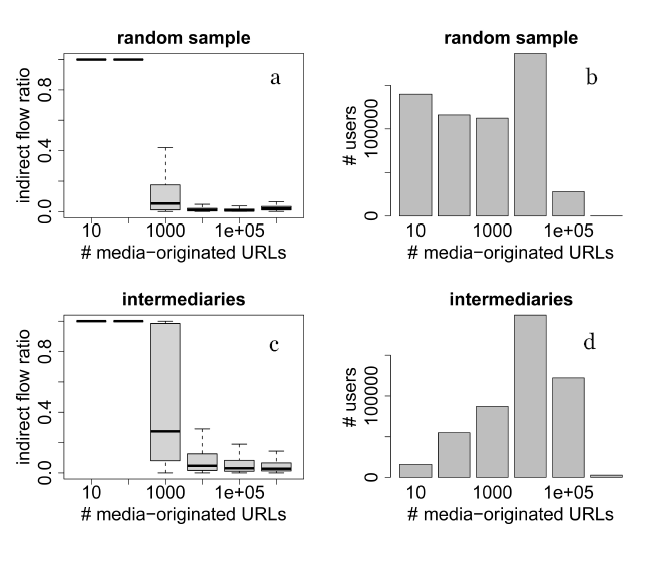 random sample
a
indirect flow ratio
0.0 0.4 0.8
10 1000 1e+05
# media−originated URLs
random sample
b
# users
0 100000
10 1000 1e+05
# media−originated URLs
intermediaries
c
indirect flow ratio
0.0 0.4 0.8
10 1000 1e+05
# media−originated URLs
intermediaries
d
# users
0 100000
10 1000 1e+05
# media−originated URLs